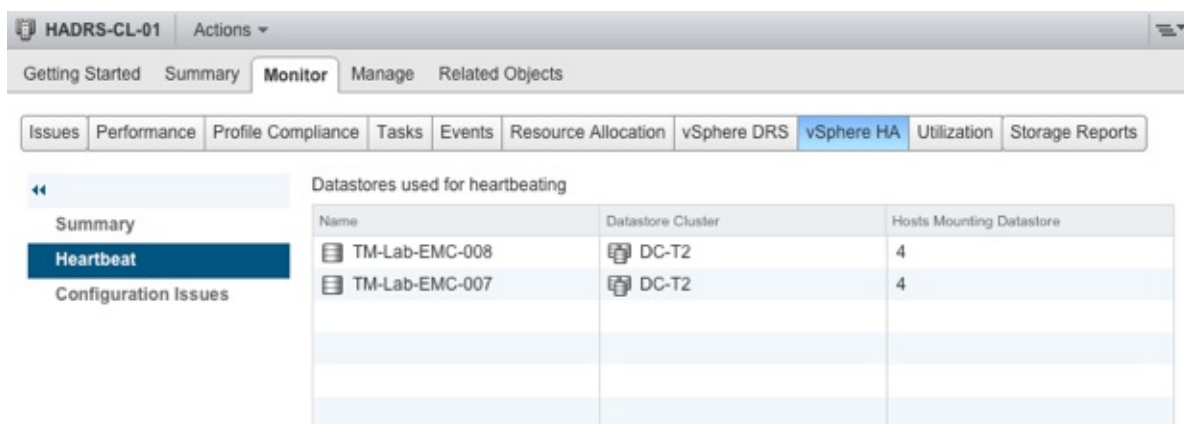 HADRS-CL-01 Actions
Getting Started Summary Monitor Manage Related Objects
Issues Performance Profile Compliance Tasks Events Resource Allocation vSphere DRS vSphere HA Utilization Storage Reports
Datastores used for heartbeating
Summary
Heartbeat
Configuration Issues
Name Datastore Cluster Hosts Mounting Datastore
TM-Lab-EMC-008 DC-T2 4
TM-Lab-EMC-007 DC-T2 4